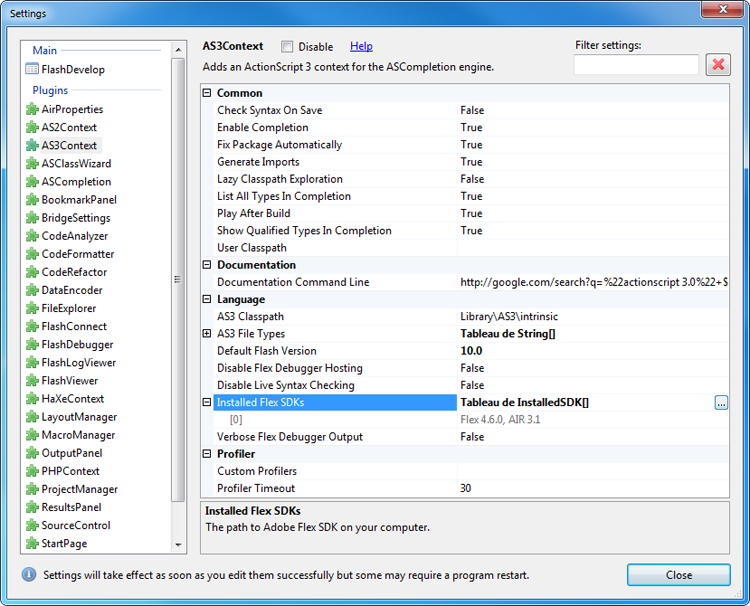 Settings
Main
FlashDevelop
Plugins
AirProperties
AS2Context
AS3Context
ASClassWizard
ASCompletion
BookmarkPanel
BridgeSettings
CodeAnalyzer
CodeFormatter
CodeRefactor
DataEncoder
FileExplorer
FlashConnect
FlashDebugger
FlashLogViewer
FlashViewer
HaXeContext
LayoutManager
MacroManager
OutputPanel
PHPContext
ProjectManager
ResultsPanel
SourceControl
StartPage
AS3Context Disable Help
Filter settings:
Adds an ActionScript 3 context for the ASCompletion engine.
Common
Check Syntax On Save False
Enable Completion True
Fix Package Automatically True
Generate Imports True
Lazy Classpath Exploration False
List All Types In Completion True
Play After Build True
Show Qualified Types In Completion True
User Classpath
Documentation
Documentation Command Line http://google.com/search?q=%22actionscript 3.0%22+$
Language
AS3 Classpath Library\AS3\intrinsic
AS3 File Types Tableau de String[]
Default Flash Version 10.0
Disable Flex Debugger Hosting False
Disable Live Syntax Checking False
Installed Flex SDKs Tableau de InstalledSDK[] ...
[0] Flex 4.6.0, AIR 3.1
Verbose Flex Debugger Output False
Profiler
Custom Profilers
Profiler Timeout 30
Installed Flex SDKs
The path to Adobe Flex SDK on your computer.
Settings will take effect as soon as you edit them successfully but some may require a program restart.
Close